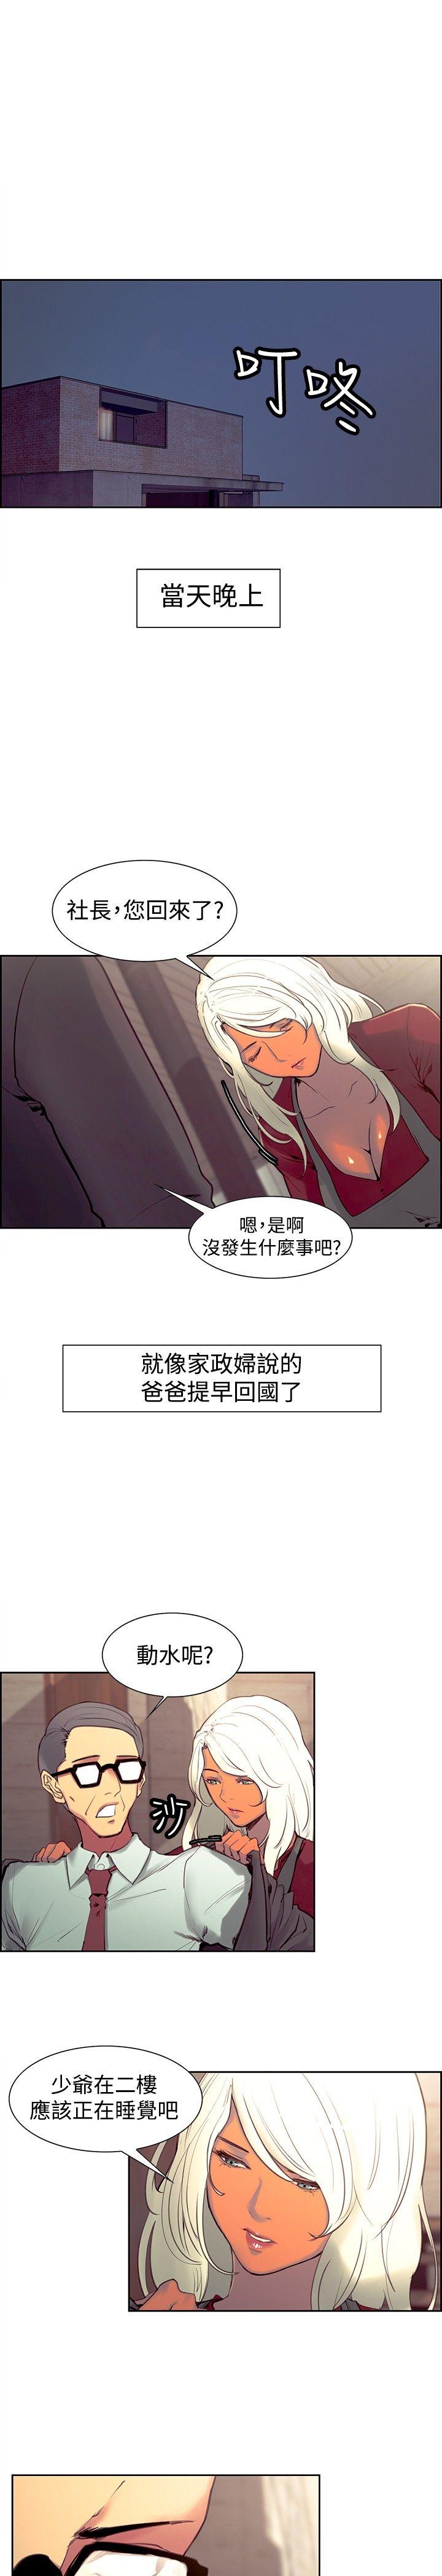 叮咚
當天晚上
社長，您回來了?
嗯，是啊
沒發生什麼事吧?
就像家政婦說的
爸爸提早回國了
動水呢?
沙
少爺在二樓
應該正在睡覺吧